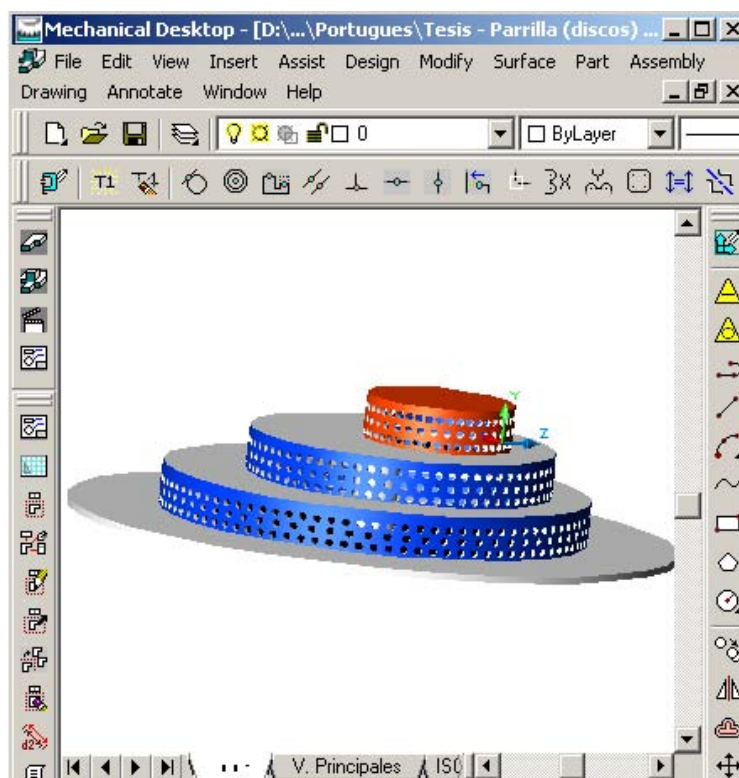 Mechanical Desktop - [D:\...\Portugues\Tesis - Parrilla (discos) ...
File Edit View Insert Assist Design Modify Surface Part Assembly
Drawing Annotate Window Help
0 ByLayer
T1
Y
Z
V. Principales